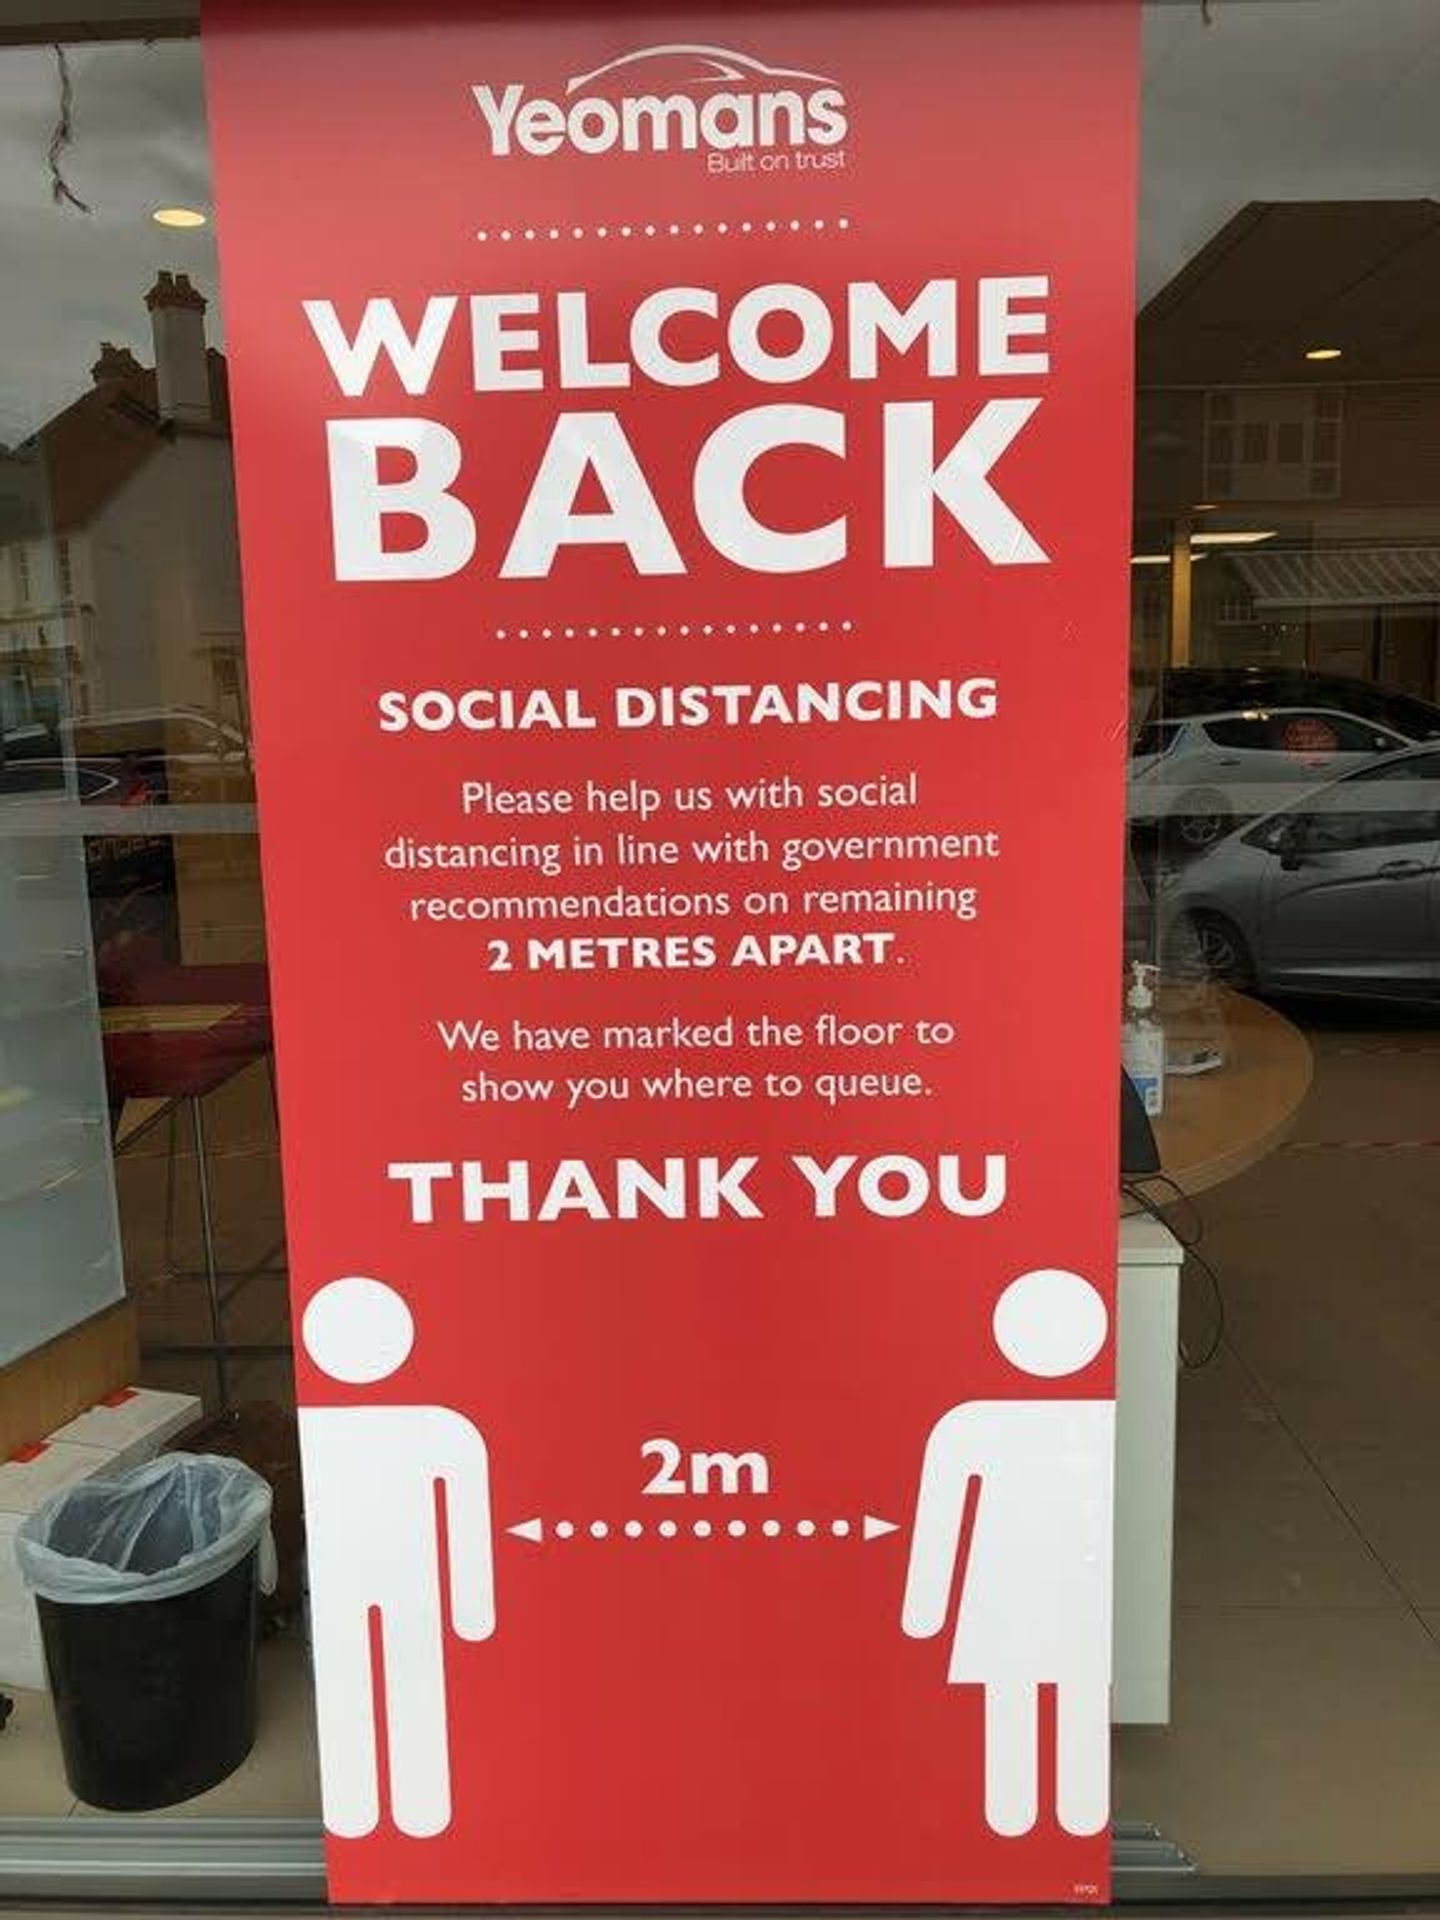 Yeomans
Built on trust
WELCOME
BACK
SOCIAL DISTANCING
Please help us with social
distancing in line with government
recommendations on remaining
2 METRES APART.
We have marked the floor to
show you where to queue.
THANK YOU
2m